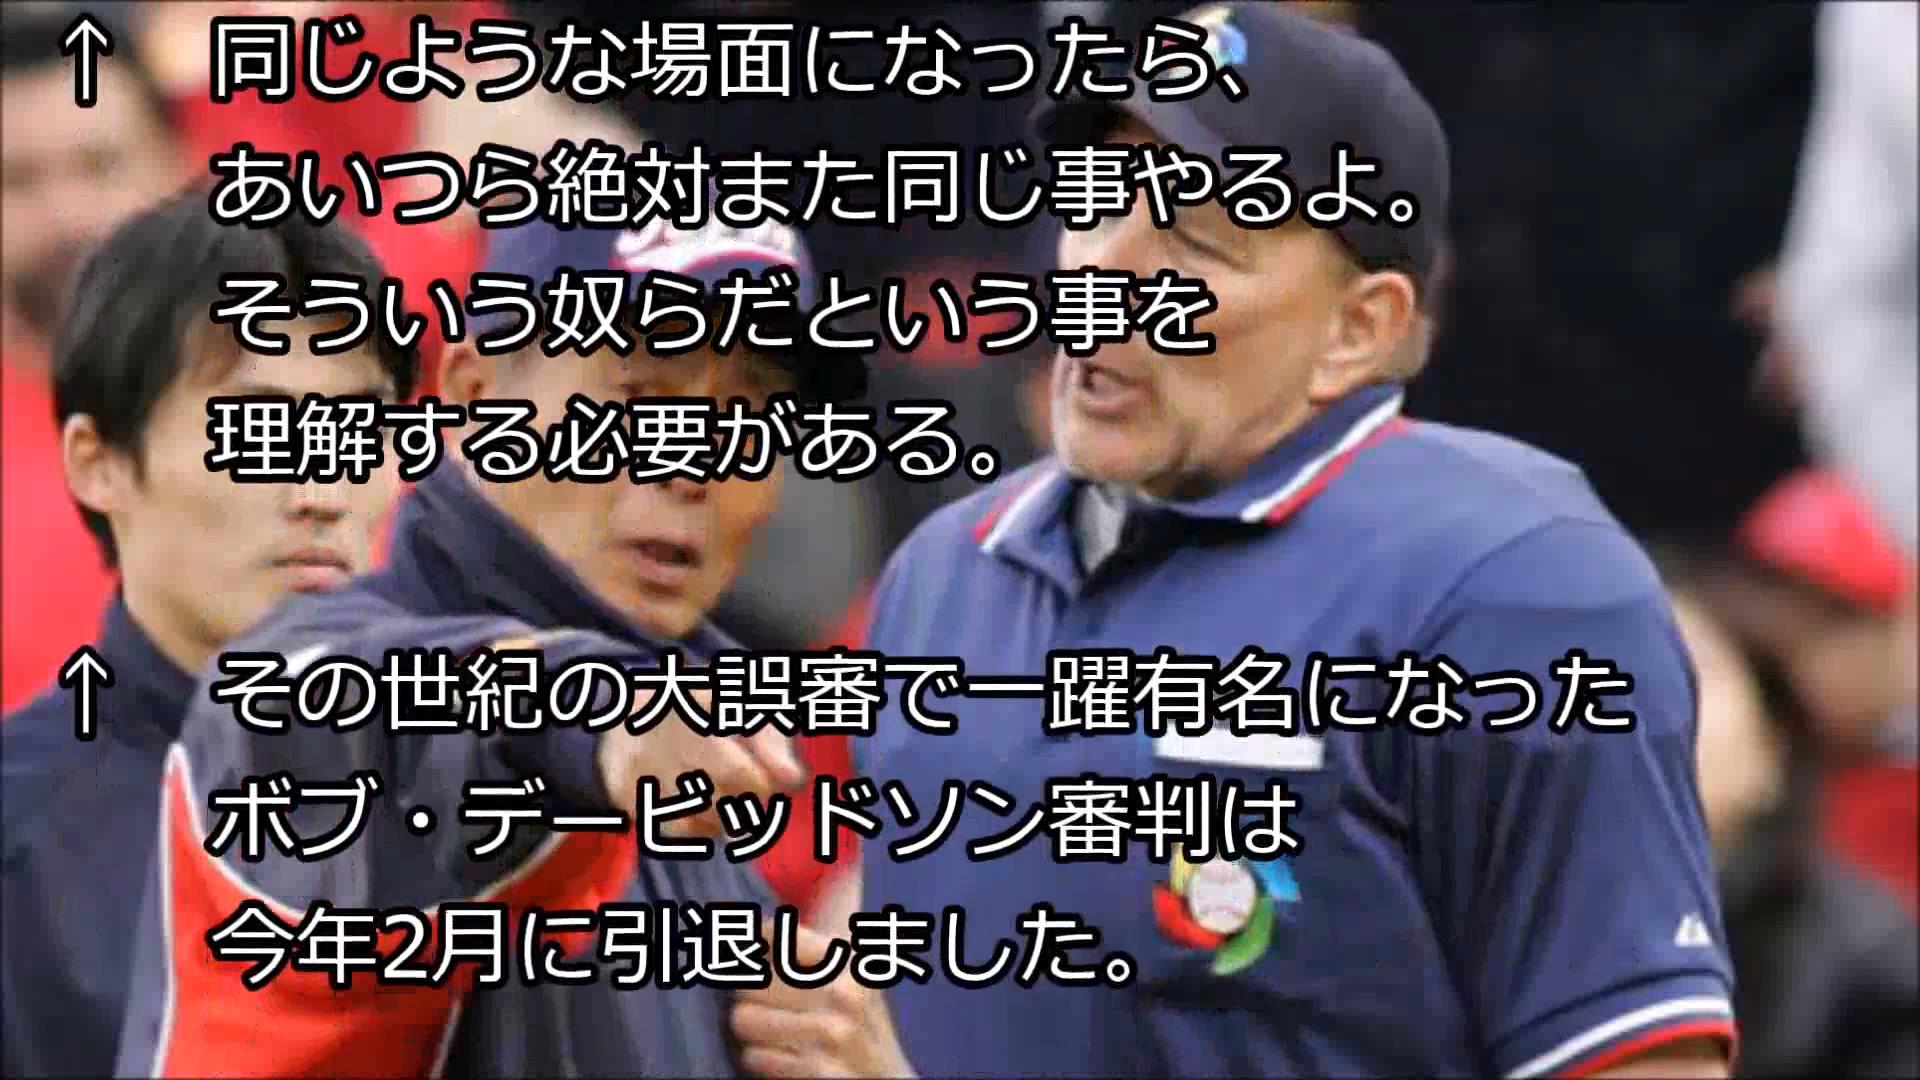 ↑ 同じような場面になったら、
あいつら絶対また同じ事やるよ。
そういう奴らだという事を
理解する必要がある。
↑ その世紀の大誤審で一躍有名になった
ボブ・デービッドソン審判は
今年2月に引退しました。